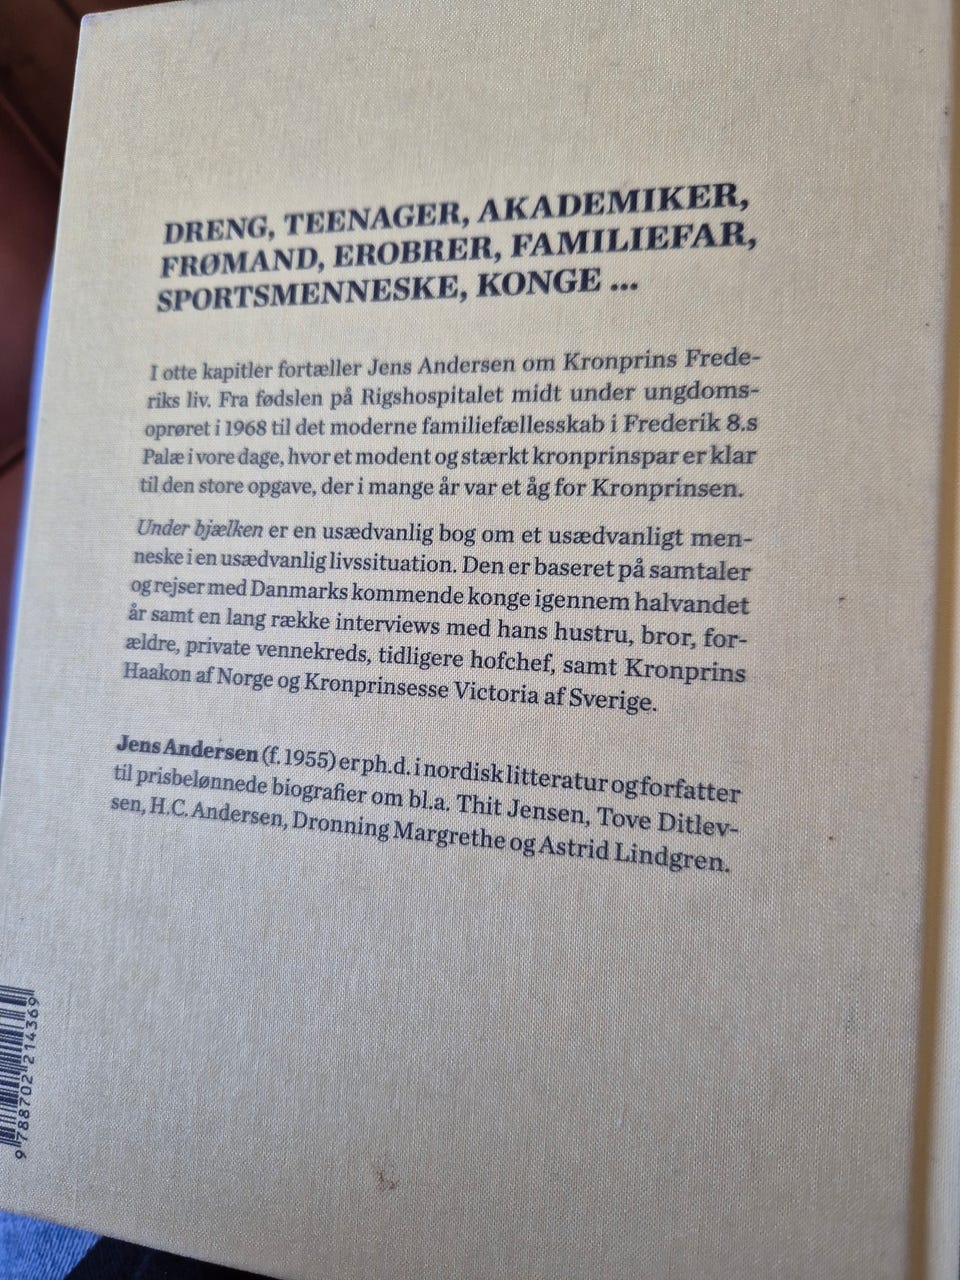 DRENG, TEENAGER, AKADEMIKER,
FRØMAND, EROBRER, FAMILIEFAR,
SPORTSMENNESKE, KONGE ...
I otte kapitler fortæller Jens Andersen om Kronprins Frede-
riks liv. Fra fødslen på Rigshospitalet midt under ungdoms-
oprøret i 1968 til det moderne familiefællesskab i Frederik 8.s
Palæ i vore dage, hvor et modent og stærkt kronprinspar er klar
til den store opgave, der i mange år var et åg for Kronprinsen.
Under bjælken er en usædvanlig bog om et usædvanligt men-
neske i en usædvanlig livssituation. Den er baseret på samtaler
og rejser med Danmarks kommende konge igennem halvandet
år samt en lang række interviews med hans hustru, bror, for-
ældre, private vennekreds, tidligere hofchef, samt Kronprins
Haakon af Norge og Kronprinsesse Victoria af Sverige.
Jens Andersen (f. 1955) er ph.d. i nordisk litteratur og forfatter
til prisbelønnede biografier om bl.a. Thit Jensen, Tove Ditlev-
sen, H.C. Andersen, Dronning Margrethe og Astrid Lindgren.
9 788702 214369